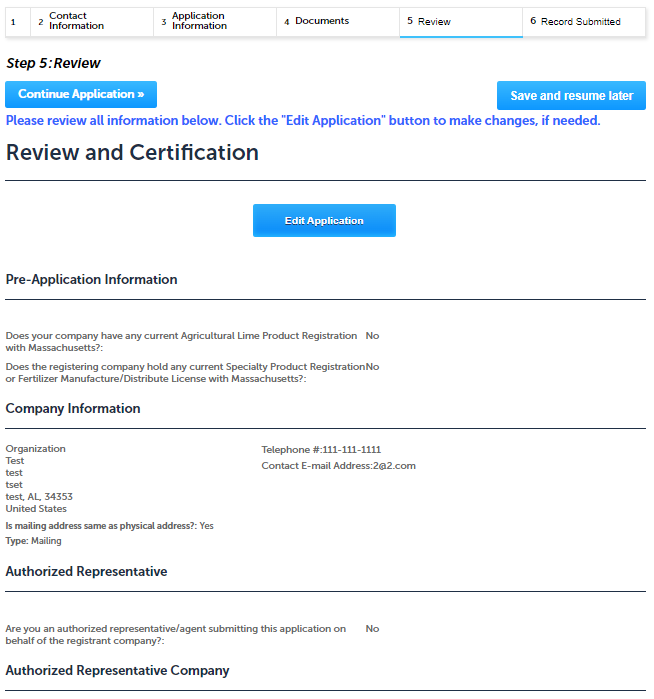 1
2 Contact Information
3 Application Information
4 Documents
5 Review
6 Record Submitted
Step 5:Review
Continue Application »
Save and resume later
Please review all information below. Click the "Edit Application" button to make changes, if needed.
Review and Certification
Edit Application
Pre-Application Information
Does your company have any current Agricultural Lime Product Registration No
with Massachusetts?:
Does the registering company hold any current Specialty Product Registration No
or Fertilizer Manufacture/Distribute License with Massachusetts?:
Company Information
Organization
Test
test
tset
test, AL, 34353
United States
Telephone #:111-111-1111
Contact E-mail Address:2@2.com
Is mailing address same as physical address?: Yes
Type: Mailing
Authorized Representative
Are you an authorized representative/agent submitting this application on No
behalf of the registrant company?:
Authorized Representative Company